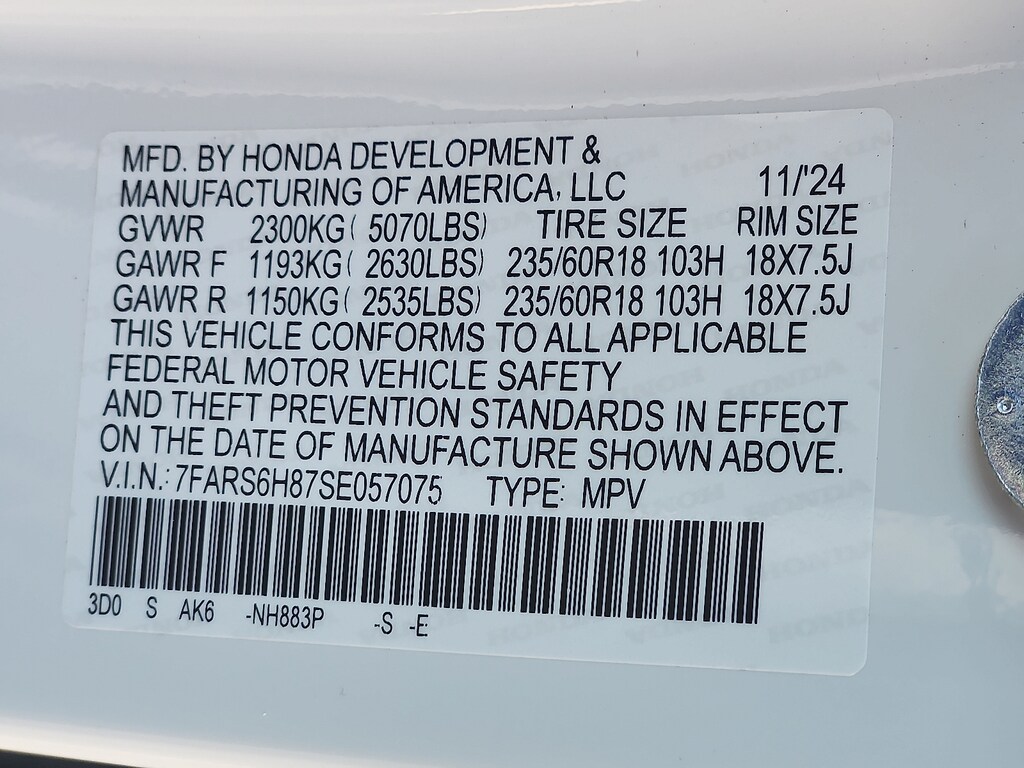 MFD. BY HONDA DEVELOPMENT &
MANUFACTURING OF AMERICA, LLC 11/'24
GVWR 2300KG( 5070LBS) TIRE SIZE RIM SIZE
GAWR F 1193KG( 2630LBS) 235/60R18 103H 18X7.5J
GAWR R 1150KG( 2535LBS) 235/60R18 103H 18X7.5J
THIS VEHICLE CONFORMS TO ALL APPLICABLE
FEDERAL MOTOR VEHICLE SAFETY
AND THEFT PREVENTION STANDARDS IN EFFECT
ON THE DATE OF MANUFACTURE SHOWN ABOVE.
V.I.N.: 7FARS6H87SE057075 TYPE: MPV
3D0 S AK6 -NH883P -S -E